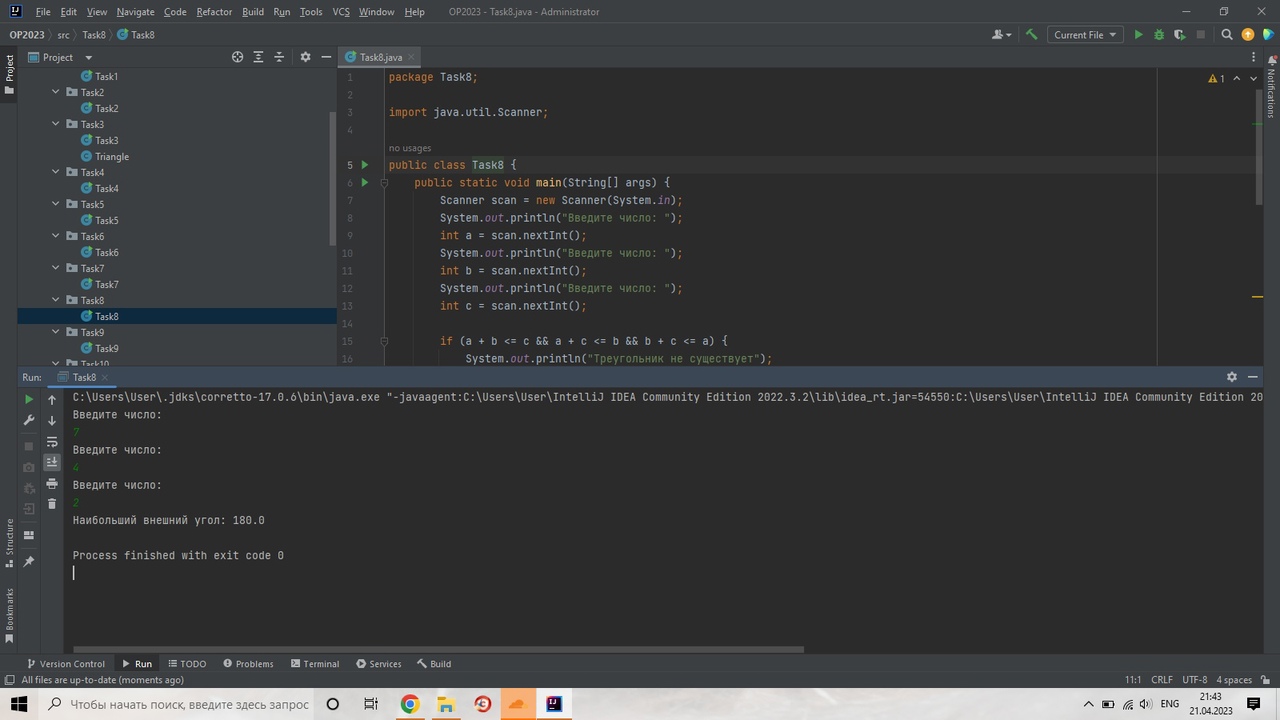 File Edit View Navigate Code Refactor Build Run Tools VCS Window Help OP2023 - Task8.java - Administrator
OP2023 src Task8 Task8 Current File
Project Task8.java
Project
Notifications
Task1
Task2
Task2
Task3
Task3
Triangle
Task4
Task4
Task5
Task5
Task6
Task6
Task7
Task7
Task8
Task8
Task9
Task9
Task10
1 package Task8;
2
3 import java.util.Scanner;
4
no usages
5 public class Task8 {
6 public static void main(String[] args) {
7 Scanner scan = new Scanner(System.in);
8 System.out.println("Введите число: ");
9 int a = scan.nextInt();
10 System.out.println("Введите число: ");
11 int b = scan.nextInt();
12 System.out.println("Введите число: ");
13 int c = scan.nextInt();
14
15 if (a + b <= c && a + c <= b && b + c <= a) {
16 System.out.println("Треугольник не существует");
1
Run: Task8
C:\Users\User\.jdks\corretto-17.0.6\bin\java.exe "-javaagent:C:\Users\User\IntelliJ IDEA Community Edition 2022.3.2\lib\idea_rt.jar=54550:C:\Users\User\IntelliJ IDEA Community Edition 20
Введите число:
7
Введите число:
4
Введите число:
2
Наибольший внешний угол: 180.0
Process finished with exit code 0
Structure
Bookmarks
Version Control Run TODO Problems Terminal Services Build
All files are up-to-date (moments ago) 11:1 CRLF UTF-8 4 spaces
Чтобы начать поиск, введите здесь запрос ENG 21:43
21.04.2023